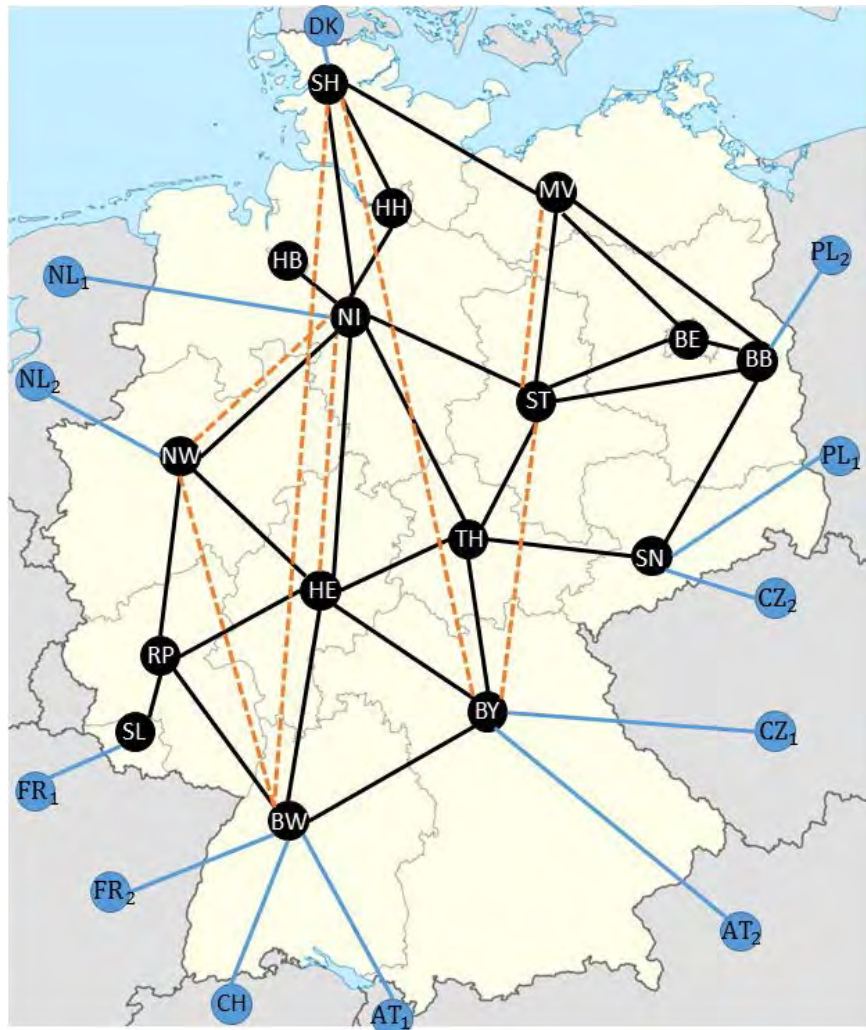 DK
SH
MV
HH
HB
PL₂
NL₁
NI
BE
BB
NL₂
ST
NW
PL₁
TH
SN
HE
CZ₂
RP
BY
SL
CZ₁
FR₁
BW
FR₂
AT₂
CH
AT₁